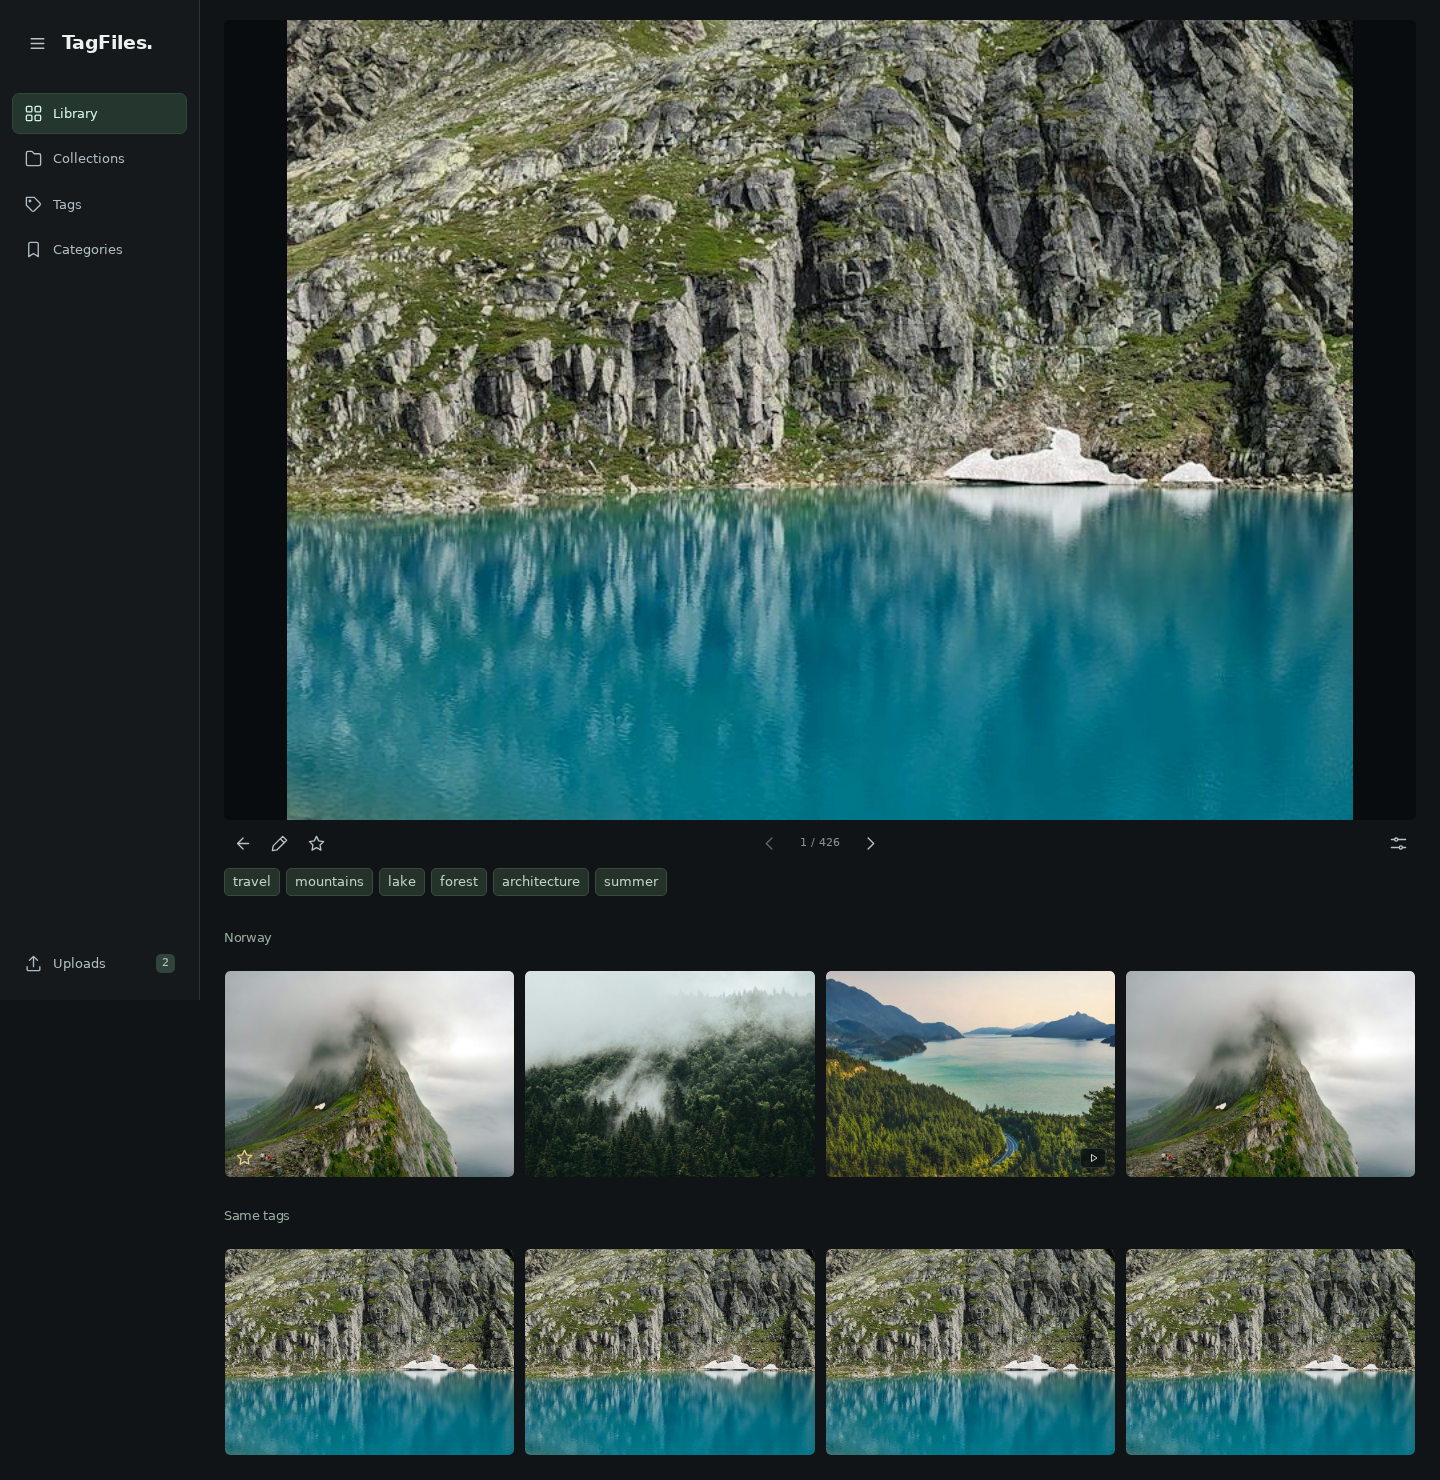 TagFiles.
Library
Collections
Tags
Categories
Uploads 2
1 / 426
travel mountains lake forest architecture summer
Norway
Same tags